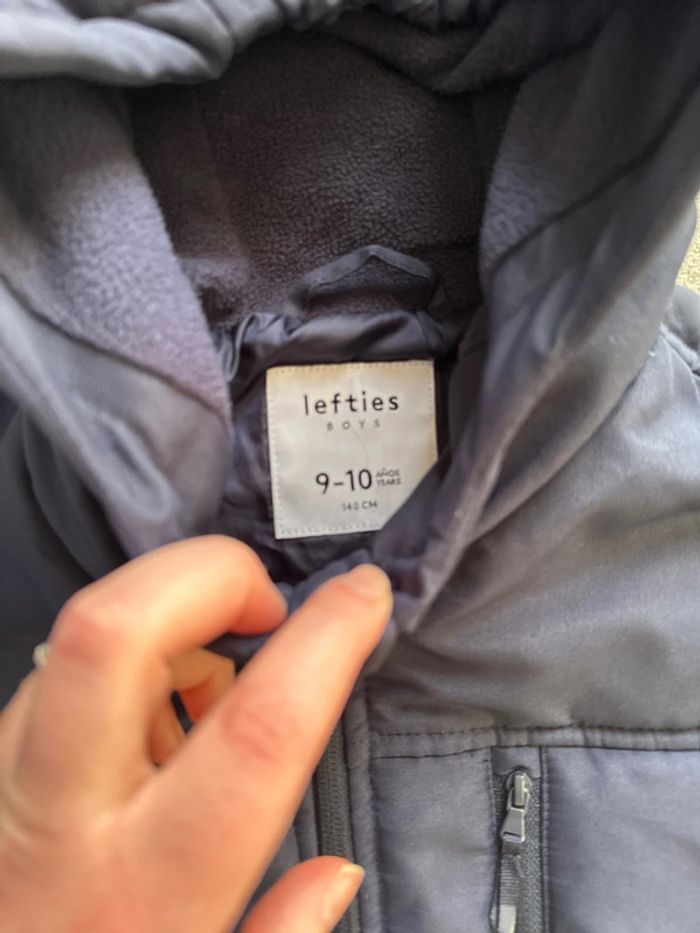 lefties
BOYS
9-10 AÑOS
YEARS
140 CM